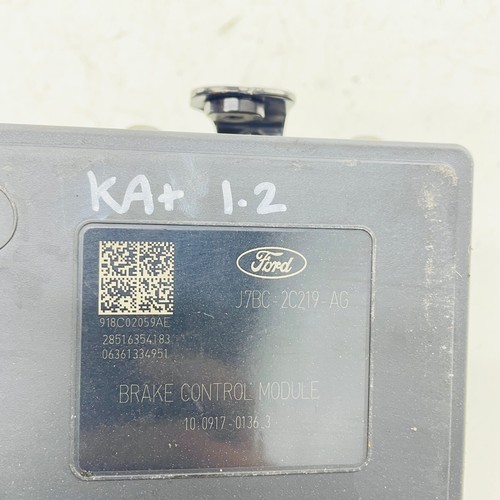 KA+ 1.2
Ford
J7BC-2C219-AG
918C02059AE
28516354183
06361334951
BRAKE CONTROL MODULE
10.0917-0136.3